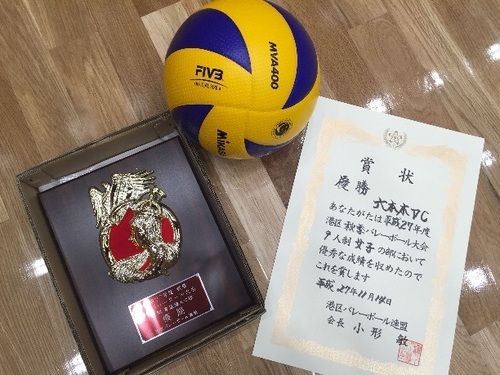 MVA400
FIVB
MIKASA
賞状
優勝 六本木VC
あなたがたは平成27年度
港区秋季バレーボール大会
9人制女子の部において
優秀な成績を収めたので
これを賞します
平成27年11月14日
港区バレーボール連盟
会長 小形 敏
優勝